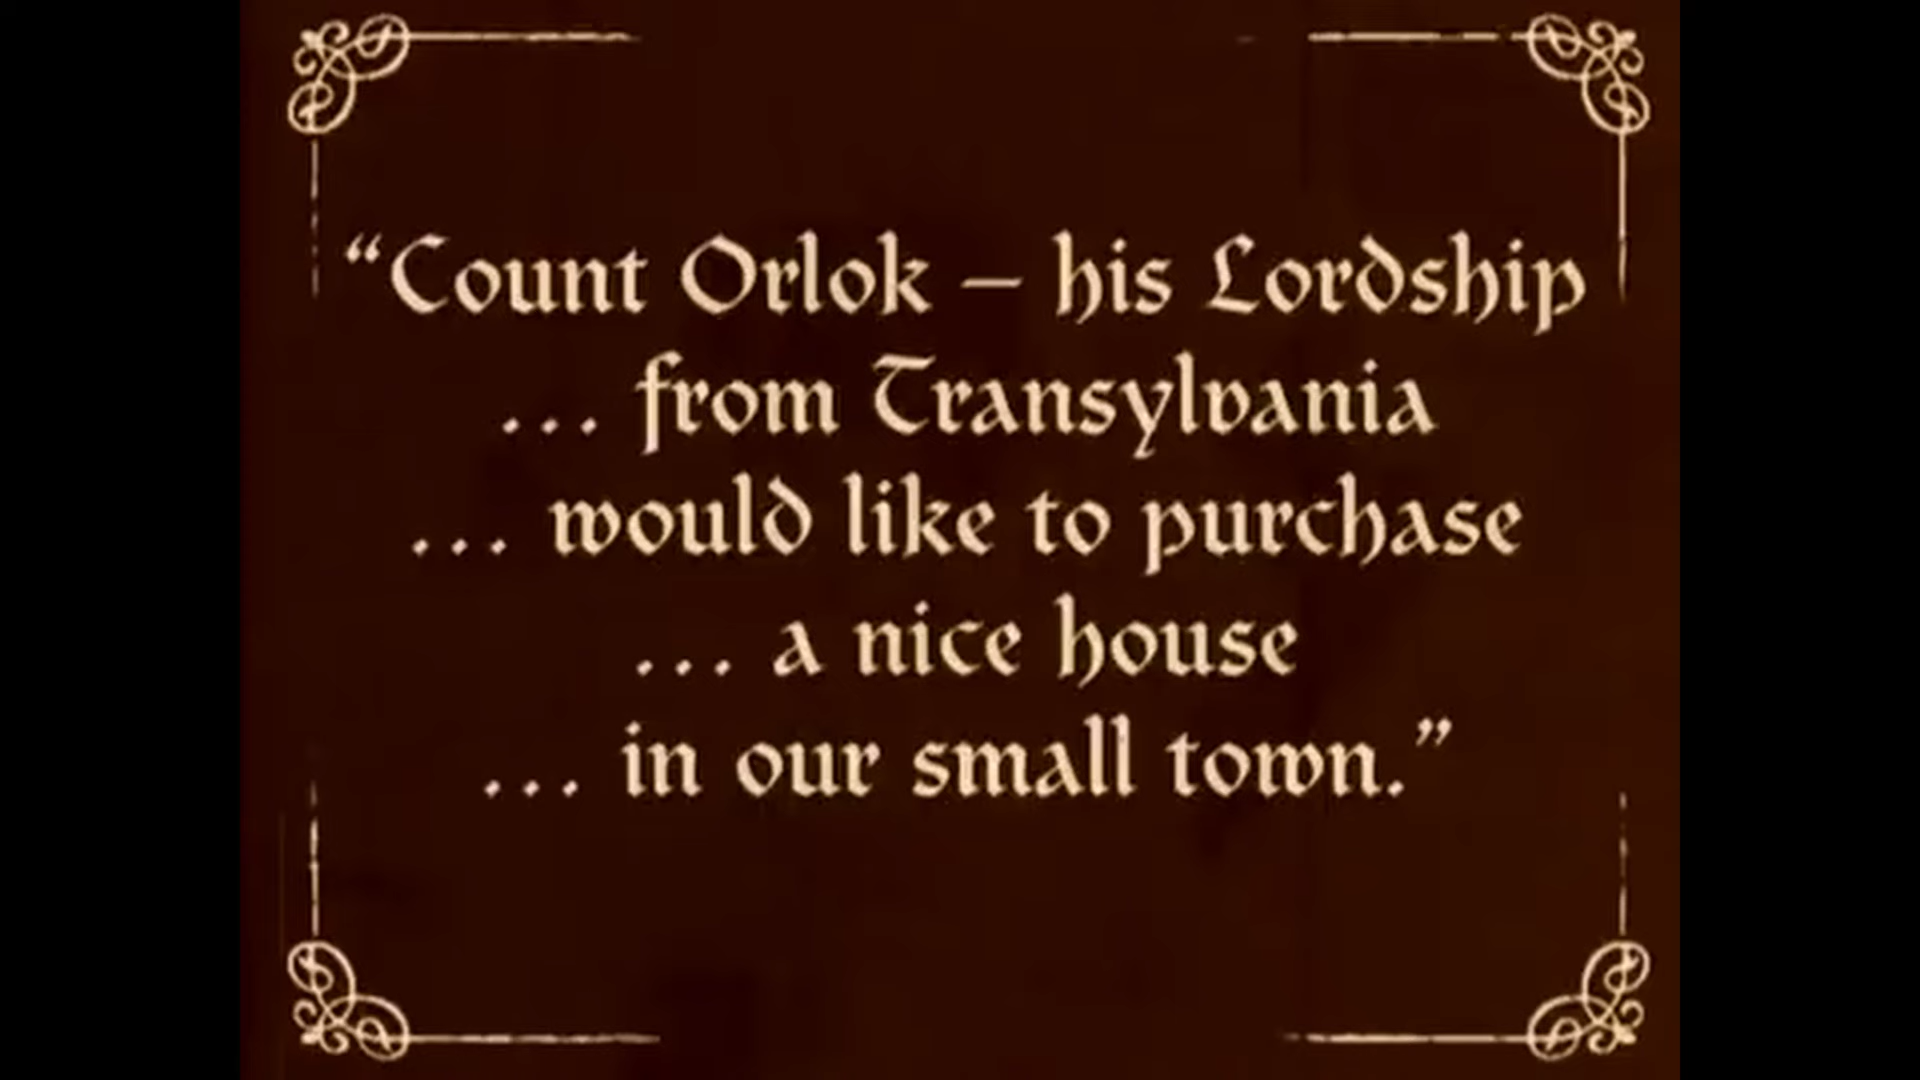 “Count Orlok – his Lordship
... from Transylvania
... would like to purchase
... a nice house
... in our small town.”